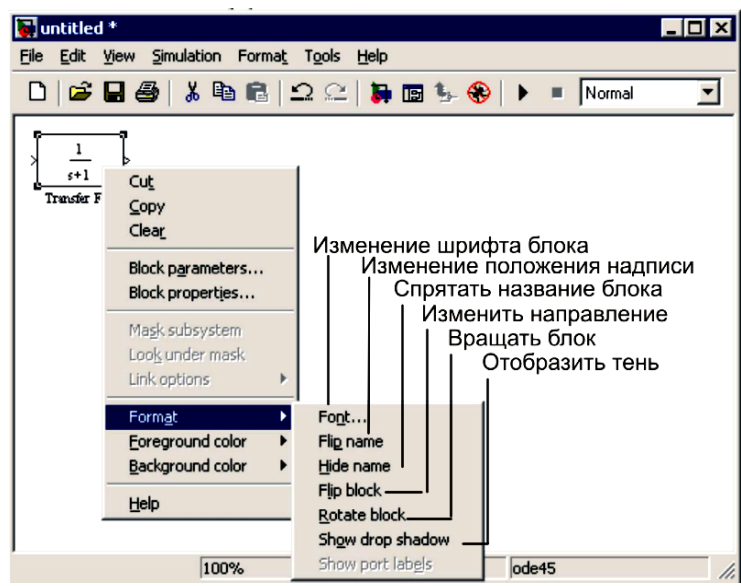 untitled *
File Edit View Simulation Format Tools Help
Normal
1
s+1
Transfer F
Cut
Copy
Clear
Block parameters...
Block properties...
Mask subsystem
Look under mask
Link options
Format
Foreground color
Background color
Help
Изменение шрифта блока
Изменение положения надписи
Спрятать название блока
Изменить направление
Вращать блок
Отобразить тень
Font...
Flip name
Hide name
Flip block
Rotate block
Show drop shadow
Show port labels
100%
ode45